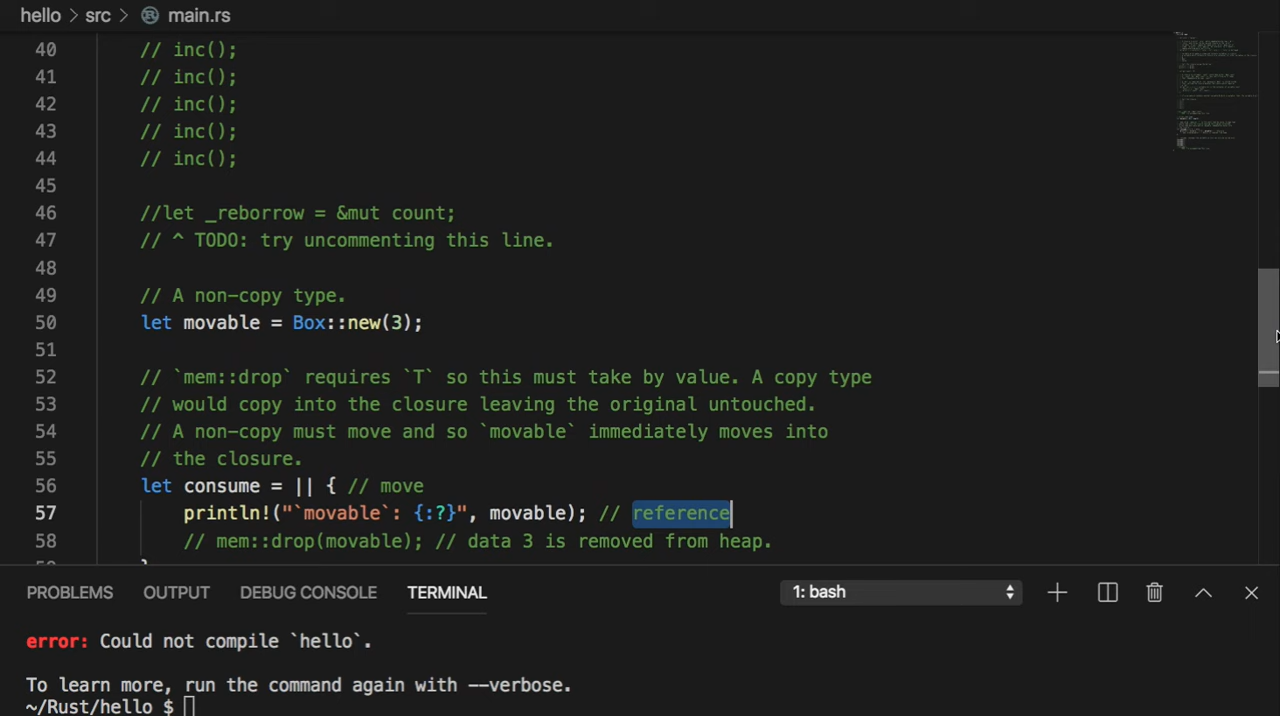 hello > src > main.rs
40 // inc();
41 // inc();
42 // inc();
43 // inc();
44 // inc();
45
46 //let _reborrow = &mut count;
47 // ^ TODO: try uncommenting this line.
48
49 // A non-copy type.
50 let movable = Box::new(3);
51
52 // `mem::drop` requires `T` so this must take by value. A copy type
53 // would copy into the closure leaving the original untouched.
54 // A non-copy must move and so `movable` immediately moves into
55 // the closure.
56 let consume = || { // move
57 println!("`movable`: {:?}", movable); // reference
58 // mem::drop(movable); // data 3 is removed from heap.
PROBLEMS OUTPUT DEBUG CONSOLE TERMINAL 1: bash
error: Could not compile `hello`.
To learn more, run the command again with --verbose.
~/Rust/hello $